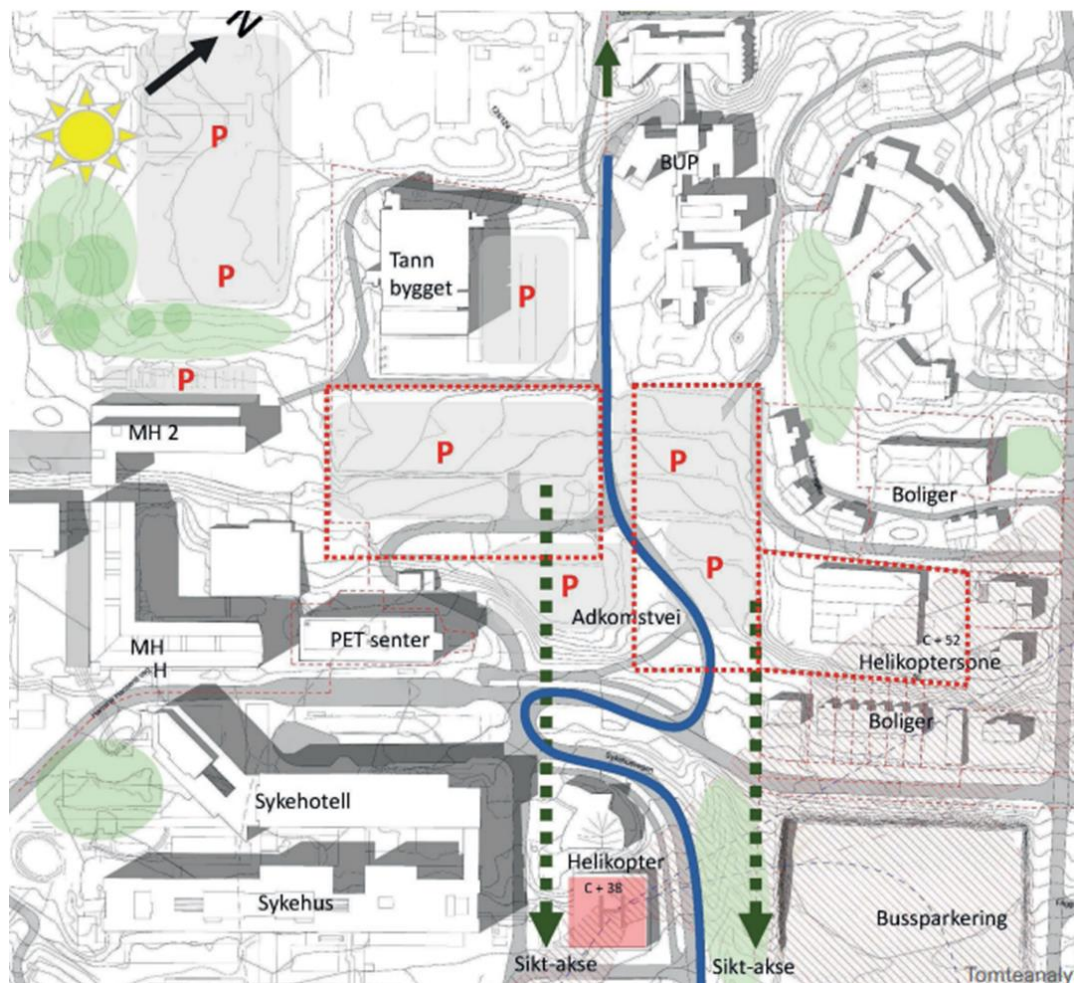 N
P
BUP
P
Tann
bygget
P
P
MH 2
P
P
Boliger
P
Adkomstvei
MH
H
PET senter
C + 52
Helikoptersone
Boliger
Sykehotell
Helikopter
C + 38
Sykehus
Bussparkering
Sikt-akse
Sikt-akse
Tomteanaly